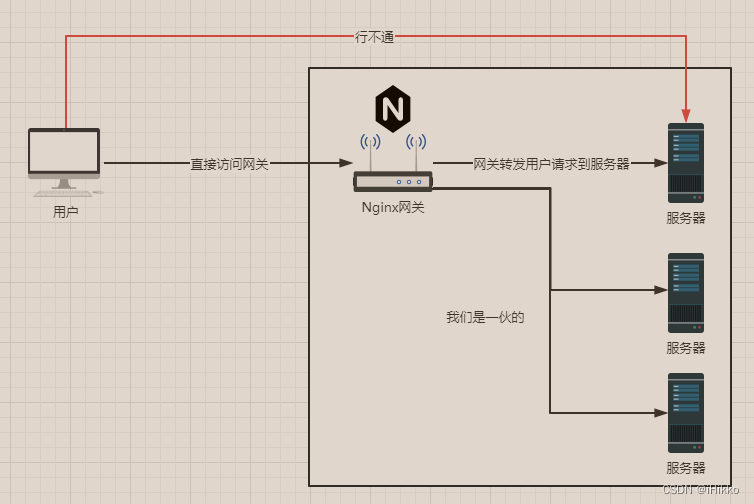 行不通
N
直接访问网关
网关转发用户请求到服务器
用户
Nginx网关
服务器
我们是一伙的
服务器
服务器
CSDN @iHikko